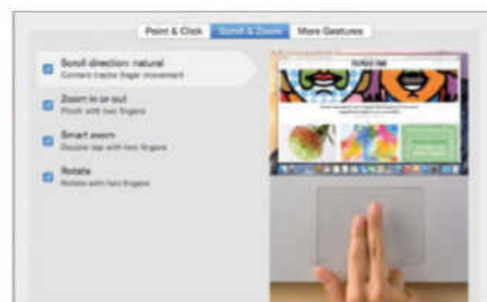 Point & Click
Scroll & Zoom
More Gestures
Scroll direction: natural
Content tracks finger movement
Zoom in or out
Pinch with two fingers
Smart zoom
Double-tap with two fingers
Rotate
Rotate with two fingers